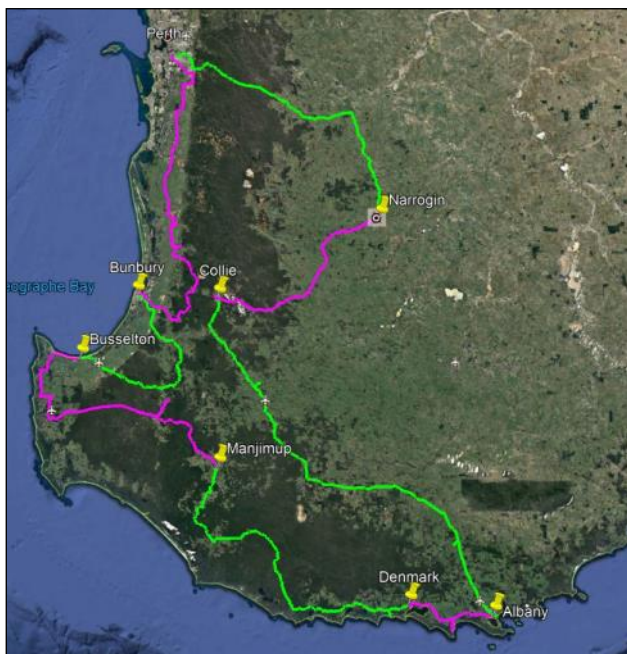 Perth
Narrogin
Bunbury
Collie
eographe Bay
Busselton
Manjimup
Denmark
Albany